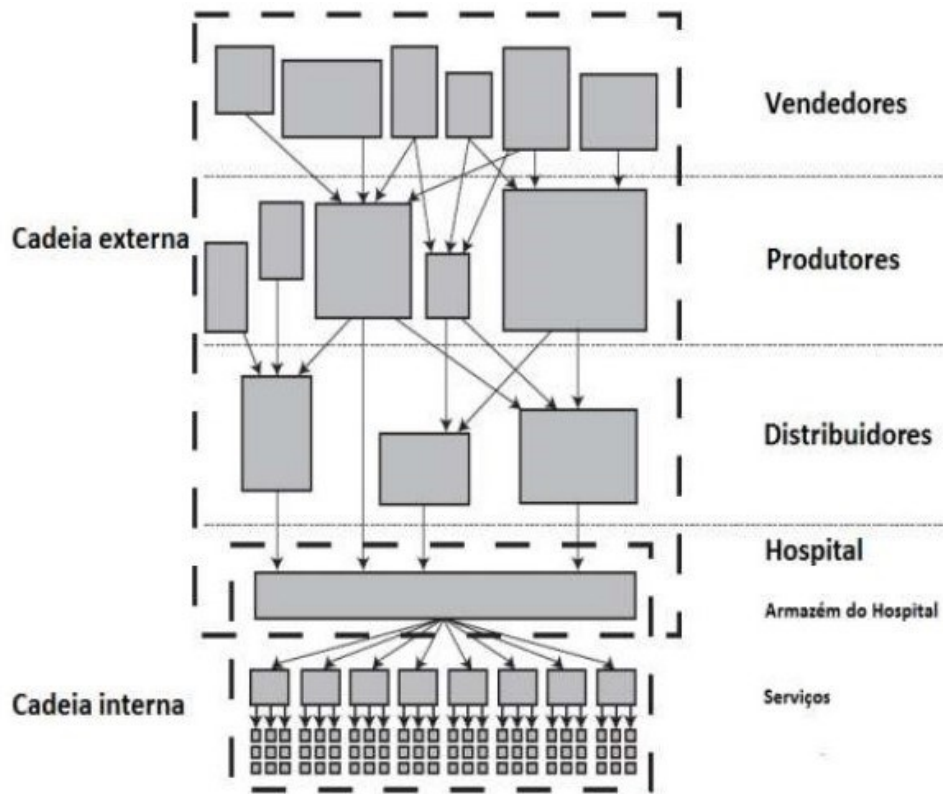 Vendedores
Cadeia externa
Produtores
Distribuidores
Hospital
Armazém do Hospital
Cadeia interna
Serviços